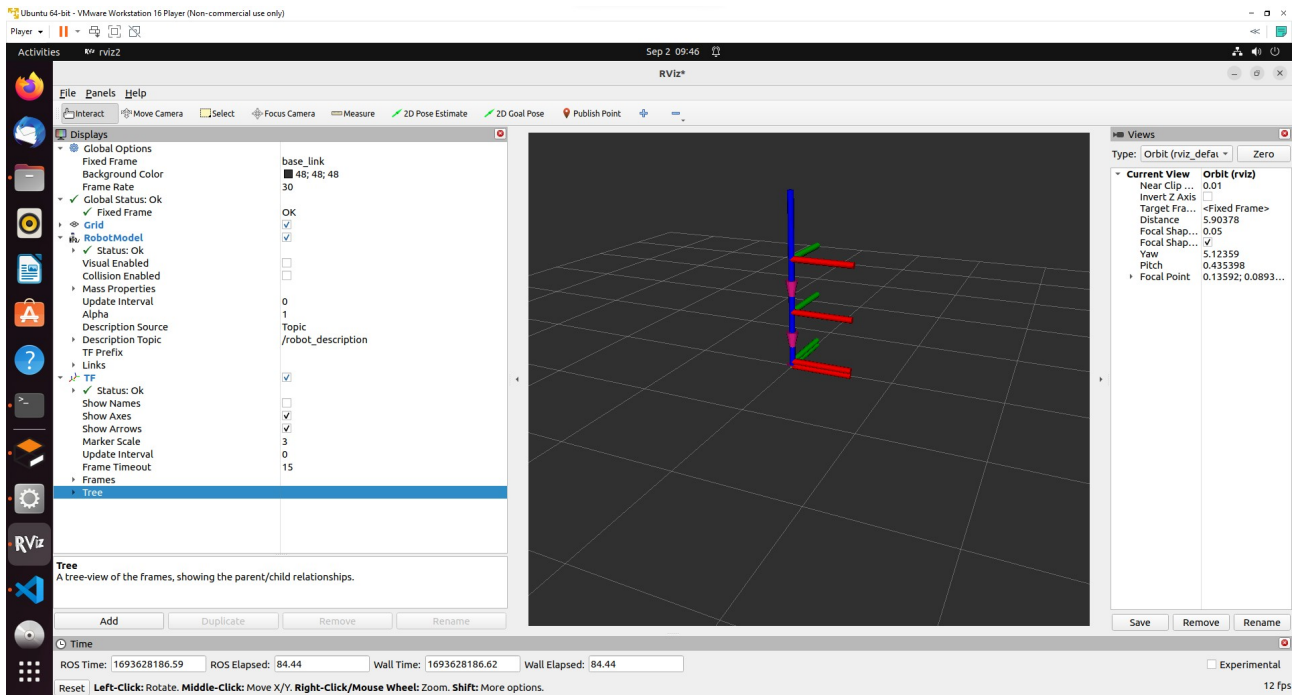 Ubuntu 64-bit - VMware Workstation 16 Player (Non-commercial use only)
Player
Activities rviz2 Sep 2 09:46
RViz*
File Panels Help
Interact Move Camera Select Focus Camera Measure 2D Pose Estimate 2D Goal Pose Publish Point
Displays
Global Options
Fixed Frame base_link
Background Color 48; 48; 48
Frame Rate 30
Global Status: Ok
Fixed Frame OK
Grid
RobotModel
Status: Ok
Visual Enabled
Collision Enabled
Mass Properties
Update Interval 0
Alpha 1
Description Source Topic
Description Topic /robot_description
TF Prefix
Links
TF
Status: Ok
Show Names
Show Axes
Show Arrows
Marker Scale 3
Update Interval 0
Frame Timeout 15
Frames
Tree
Tree
A tree-view of the frames, showing the parent/child relationships.
Add Duplicate Remove Rename
Views
Type: Orbit (rviz_defau Zero
Current View Orbit (rviz)
Near Clip ... 0.01
Invert Z Axis
Target Fra... <Fixed Frame>
Distance 5.90378
Focal Shap... 0.05
Focal Shap...
Yaw 5.12359
Pitch 0.435398
Focal Point 0.13592; 0.0893...
Save Remove Rename
RViz
Time
ROS Time: 1693628186.59 ROS Elapsed: 84.44 Wall Time: 1693628186.62 Wall Elapsed: 84.44 Experimental
Reset Left-Click: Rotate. Middle-Click: Move X/Y. Right-Click/Mouse Wheel: Zoom. Shift: More options. 12 fps